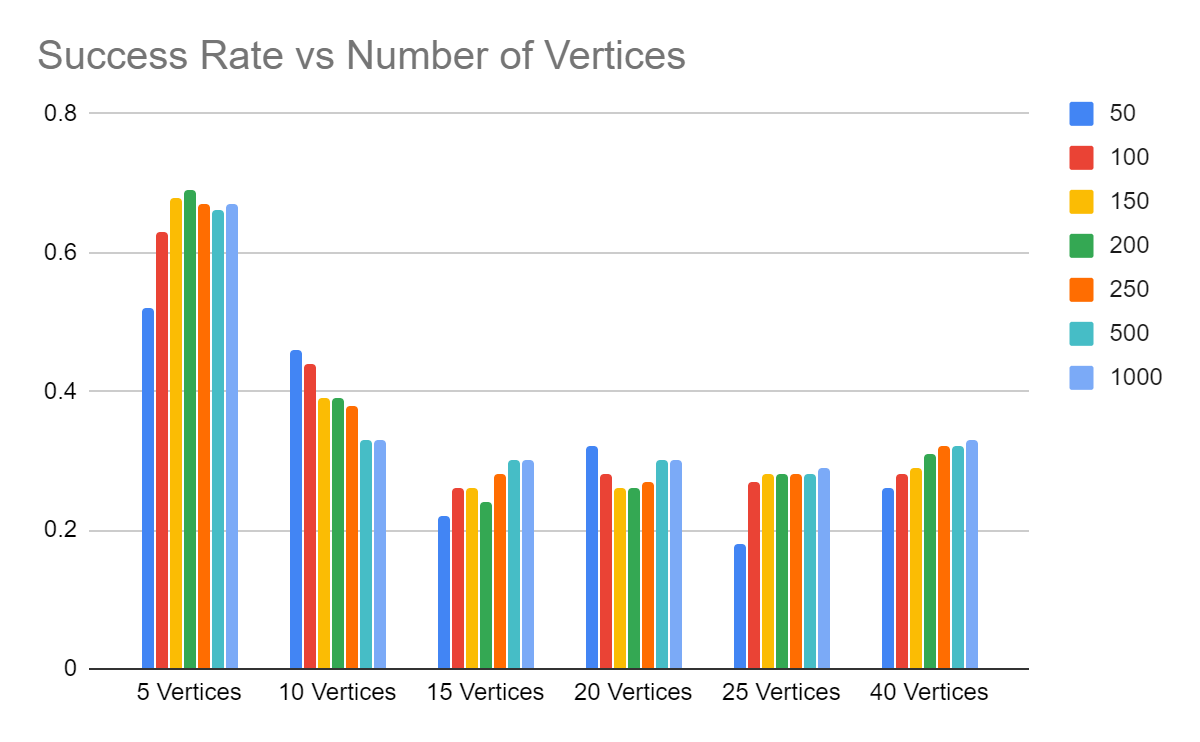 Success Rate vs Number of Vertices
0.8
0.6
0.4
0.2
0
5 Vertices
10 Vertices
15 Vertices
20 Vertices
25 Vertices
40 Vertices
50
100
150
200
250
500
1000